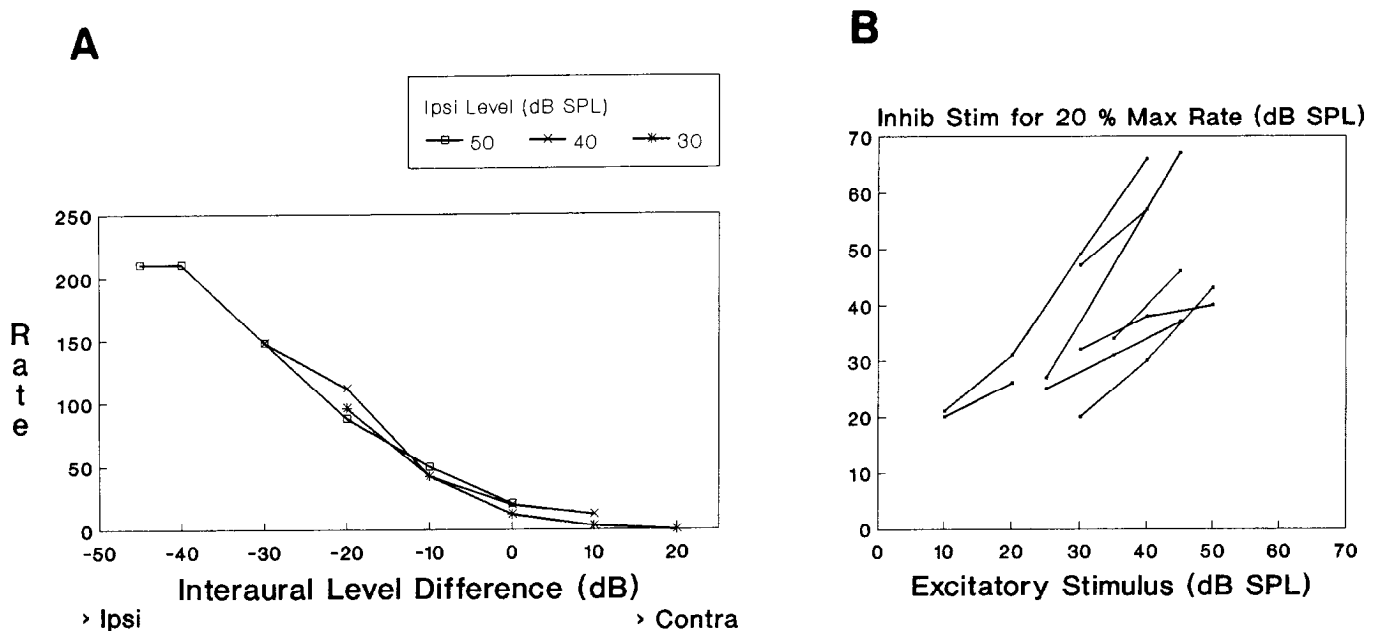 A
Ipsi Level (dB SPL)
50 40 30
250
200
150
100
50
0
Rate
-50 -40 -30 -20 -10 0 10 20
Interaural Level Difference (dB)
> Ipsi > Contra
B
Inhib Stim for 20 % Max Rate (dB SPL)
70
60
50
40
30
20
10
0
0 10 20 30 40 50 60 70
Excitatory Stimulus (dB SPL)